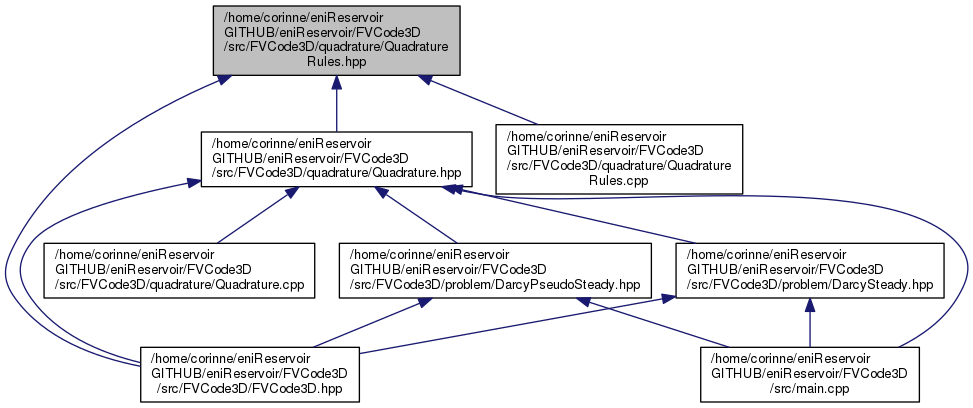 /home/corinne/eniReservoir
GITHUB/eniReservoir/FVCode3D
/src/FVCode3D/quadrature/Quadrature
Rules.hpp
/home/corinne/eniReservoir
GITHUB/eniReservoir/FVCode3D
/src/FVCode3D/quadrature/Quadrature.hpp
/home/corinne/eniReservoir
GITHUB/eniReservoir/FVCode3D
/src/FVCode3D/quadrature/Quadrature
Rules.cpp
/home/corinne/eniReservoir
GITHUB/eniReservoir/FVCode3D
/src/FVCode3D/quadrature/Quadrature.cpp
/home/corinne/eniReservoir
GITHUB/eniReservoir/FVCode3D
/src/FVCode3D/problem/DarcyPseudoSteady.hpp
/home/corinne/eniReservoir
GITHUB/eniReservoir/FVCode3D
/src/FVCode3D/problem/DarcySteady.hpp
/home/corinne/eniReservoir
GITHUB/eniReservoir/FVCode3D
/src/FVCode3D/FVCode3D.hpp
/home/corinne/eniReservoir
GITHUB/eniReservoir/FVCode3D
/src/main.cpp